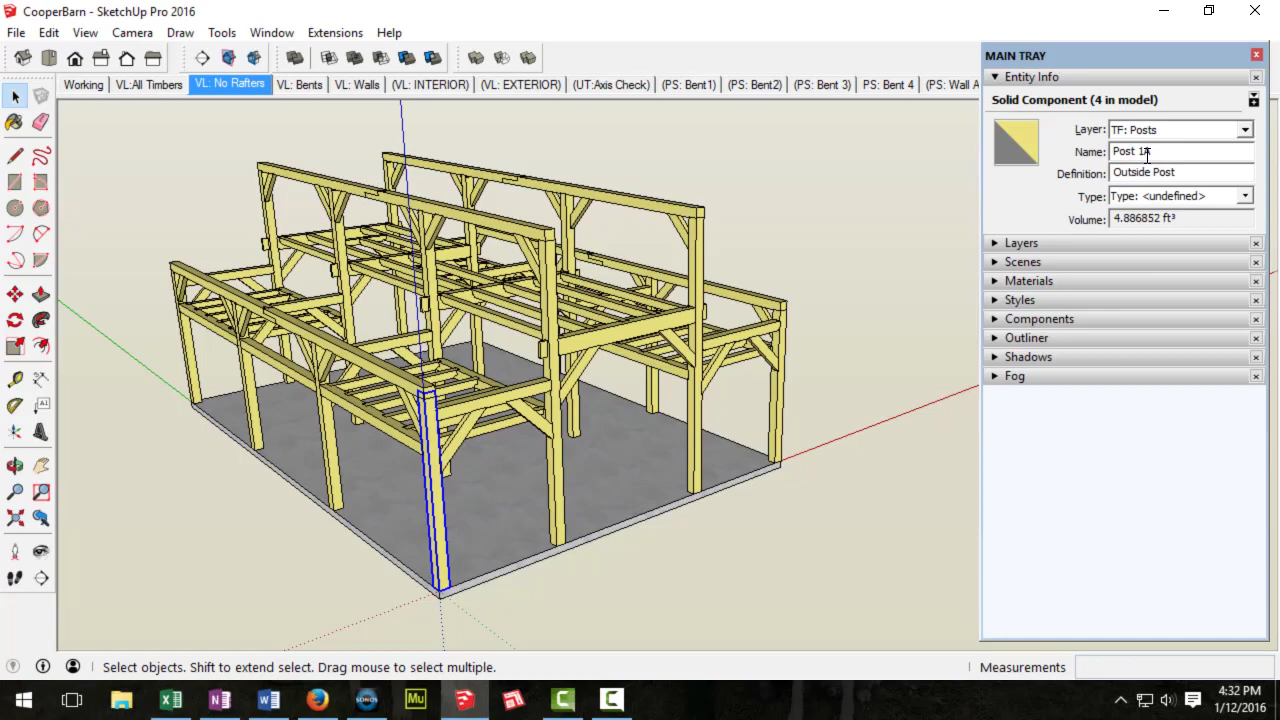 CooperBarn - SketchUp Pro 2016
File Edit View Camera Draw Tools Window Extensions Help
Working VL:All Timbers VL: No Rafters VL: Bents VL: Walls (VL: INTERIOR) (VL: EXTERIOR) (UT:Axis Check) (PS: Bent1) (PS: Bent2) (PS: Bent 3) PS: Bent 4 (PS: Wall A
MAIN TRAY
Entity Info
Solid Component (4 in model)
Layer: TF: Posts
Name: Post
Definition: Outside Post
Type: Type: <undefined>
Volume: 4.886852 ft³
Layers
Scenes
Materials
Styles
Components
Outliner
Shadows
Fog
Select objects. Shift to extend select. Drag mouse to select multiple.
Measurements
4:32 PM
1/12/2016